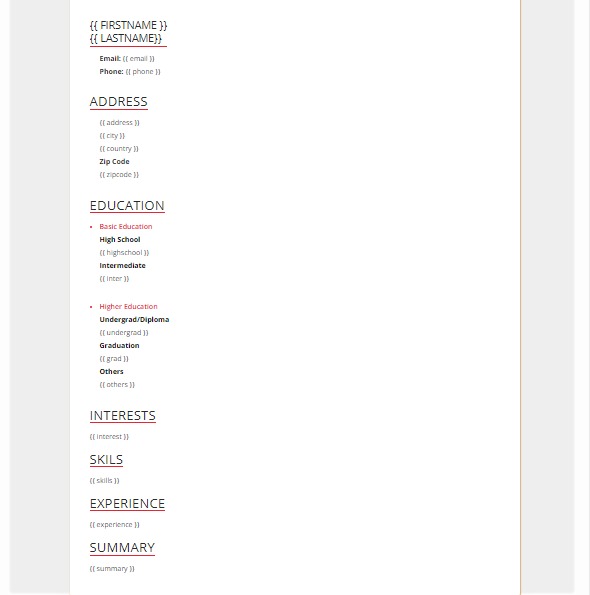 {{ FIRSTNAME }}
{{ LASTNAME}}
Email: {{ email }}
Phone: {{ phone }}
ADDRESS
{{ address }}
{{ city }}
{{ country }}
Zip Code
{{ zipcode }}
EDUCATION
• Basic Education
High School
{{ highschool }}
Intermediate
{{ inter }}
• Higher Education
Undergrad/Diploma
{{ undergrad }}
Graduation
{{ grad }}
Others
{{ others }}
INTERESTS
{{ interest }}
SKILS
{{ skills }}
EXPERIENCE
{{ experience }}
SUMMARY
{{ summary }}